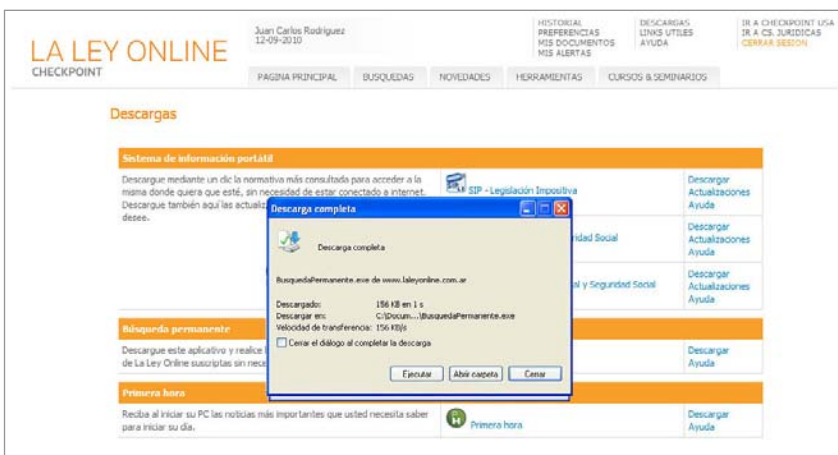 LA LEY ONLINE
CHECKPOINT
Juan Carlos Rodriguez
12-09-2010
HISTORIAL
PREFERENCIAS
MIS DOCUMENTOS
MIS ALERTAS
DESCARGAS
LINKS UTILES
AYUDA
IR A CHECKPOINT USA
IR A CS. JURIDICAS
CERRAR SESION
PAGINA PRINCIPAL
BUSQUEDAS
NOVEDADES
HERRAMIENTAS
CURSOS & SEMINARIOS
Descargas
Sistema de información portátil
Descargue mediante un clic la normativa más consultada para acceder a la
misma donde quiera que esté, sin necesidad de estar conectado a internet.
Descargue también aquí las
desee.
SIP - Legislación Impositiva
Descargar
Actualizaciones
Ayuda
Social
Descargar
Actualizaciones
Ayuda
y Seguridad Social
Descargar
Actualizaciones
Ayuda
Descarga completa
Descarga completa
BusquedaPermanente.exe de www.laleyonline.com.ar
Descargado: 156 KB en 1 s
Descargar en: C:\Docum...\BusquedaPermanente.exe
Velocidad de transferencia: 156 KB/s
Cerrar el diálogo al completar la descarga
Ejecutar
Abrir carpeta
Cerrar
Búsqueda permanente
Descargue este aplicativo y realice
de La Ley Online suscriptas sin
Descargar
Ayuda
Primera hora
Reciba al iniciar su PC las noticias más importantes que usted necesita saber
para iniciar su día.
Primera hora
Descargar
Ayuda